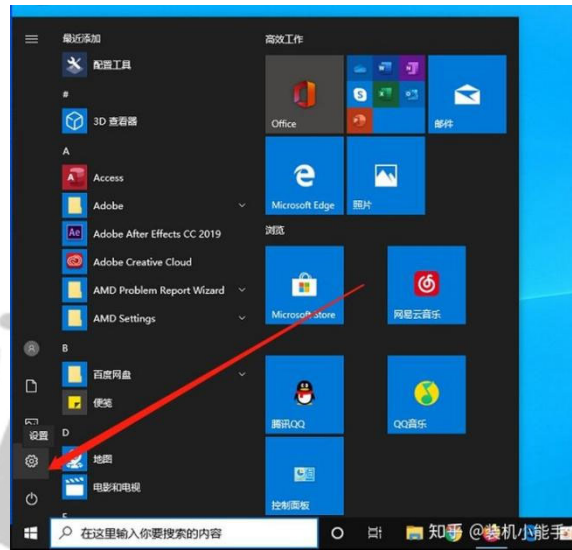 最近添加
配置工具
#
3D 查看器
A
Access
Adobe
Adobe After Effects CC 2019
Adobe Creative Cloud
AMD Problem Report Wizard
AMD Settings
B
百度网盘
便笺
设置
D
地图
电影和电视
高效工作
Office
邮件
Microsoft Edge
照片
浏览
Microsoft Store
网易云音乐
腾讯QQ
QQ音乐
控制面板
在这里输入你要搜索的内容
知乎 @装机小能手